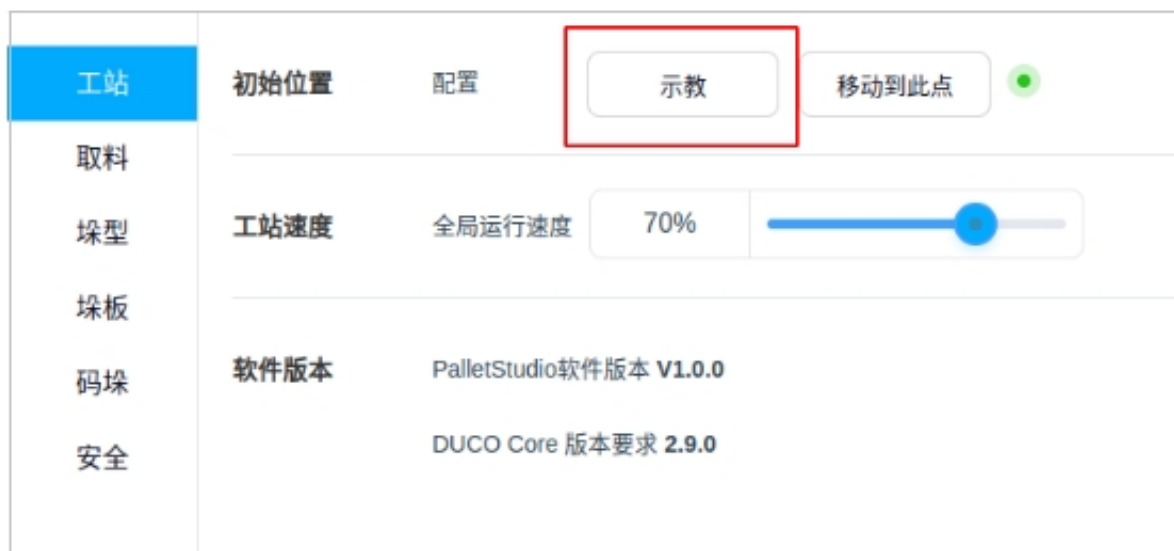 工站
取料
垛型
垛板
码垛
安全
初始位置 配置 示教 移动到此点
工站速度 全局运行速度 70%
软件版本 PalletStudio软件版本 V1.0.0
DUCO Core 版本要求 2.9.0